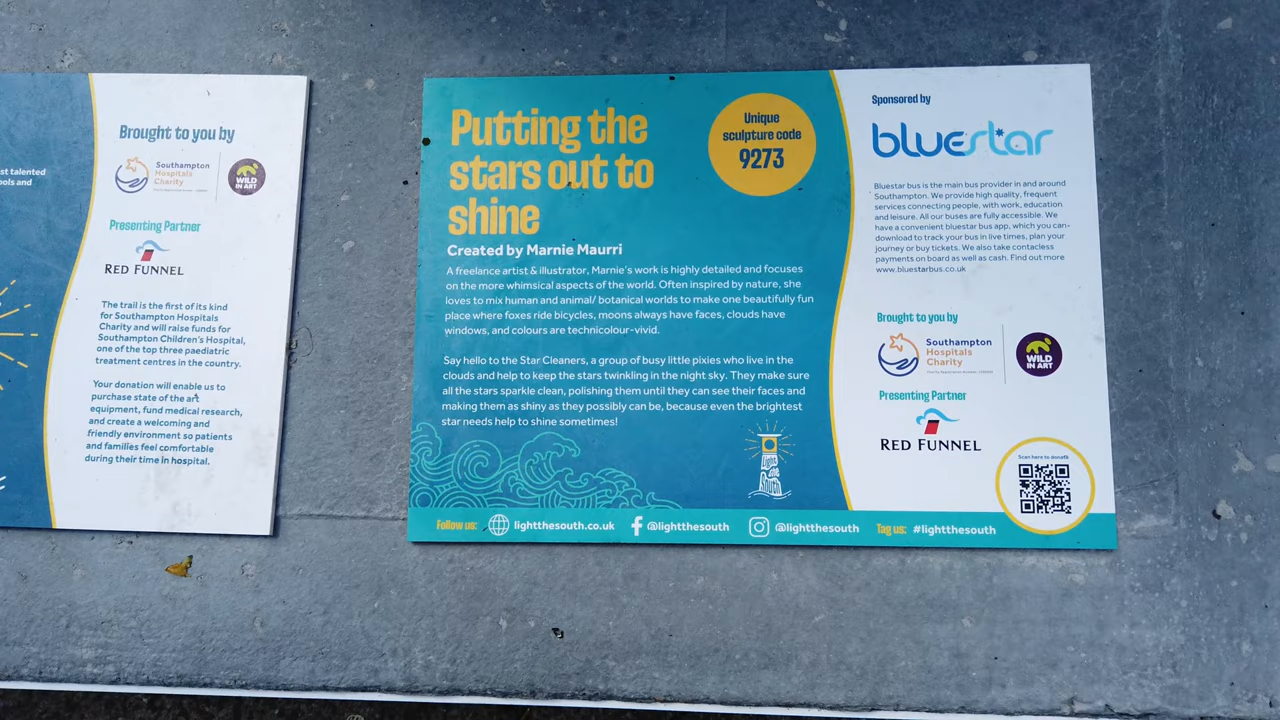 st talented
ools and
Brought to you by
Southampton
Hospitals
Charity
WILD
IN ART
Presenting Partner
RED FUNNEL
The trail is the first of its kind
for Southampton Hospitals
Charity and will raise funds for
Southampton Children's Hospital,
one of the top three paediatric
treatment centres in the country.
Your donation will enable us to
purchase state of the art
equipment, fund medical research,
and create a welcoming and
friendly environment so patients
and families feel comfortable
during their time in hospital.
Putting the
stars out to
shine
Unique
sculpture code
9273
Created by Marnie Maurri
A freelance artist & illustrator, Marnie's work is highly detailed and focuses
on the more whimsical aspects of the world. Often inspired by nature, she
loves to mix human and animal/ botanical worlds to make one beautifully fun
place where foxes ride bicycles, moons always have faces, clouds have
windows, and colours are technicolour-vivid.
Say hello to the Star Cleaners, a group of busy little pixies who live in the
clouds and help to keep the stars twinkling in the night sky. They make sure
all the stars sparkle clean, polishing them until they can see their faces and
making them as shiny as they possibly can be, because even the brightest
star needs help to shine sometimes!
Light
the
South
Follow us: lightthesouth.co.uk @lightthesouth @lightthesouth Tag us: #lightthesouth
Sponsored by
bluestar
Bluestar bus is the main bus provider in and around
Southampton. We provide high quality, frequent
services connecting people, with work, education
and leisure. All our buses are fully accessible. We
have a convenient bluestar bus app, which you can
download to track your bus in live times, plan your
journey or buy tickets. We also take contactless
payments on board as well as cash. Find out more
www.bluestarbus.co.uk
Brought to you by
Southampton
Hospitals
Charity
WILD
IN ART
Presenting Partner
RED FUNNEL
Scan here to donate